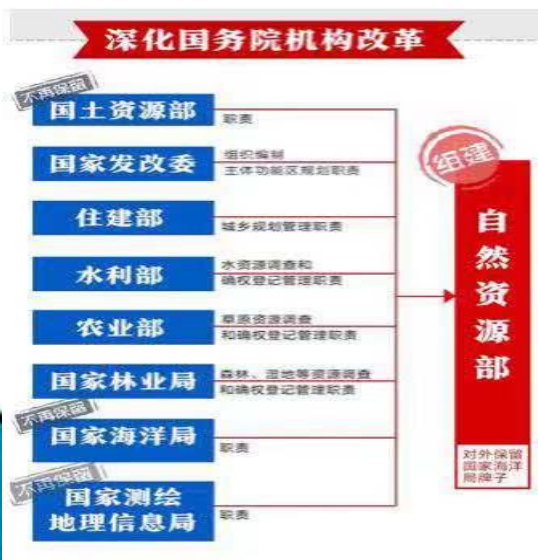 深化国务院机构改革
不再保留
国土资源部
职责
国家发改委
组织编制
主体功能区规划职责
住建部
城乡规划管理职责
水利部
水资源调查和
确权登记管理职责
农业部
草原资源调查
和确权登记管理职责
国家林业局
森林、湿地等资源调查
和确权登记管理职责
不再保留
国家海洋局
职责
不再保留
国家测绘
地理信息局
职责
组建
自然资源部
对外保留
国家海洋
局牌子